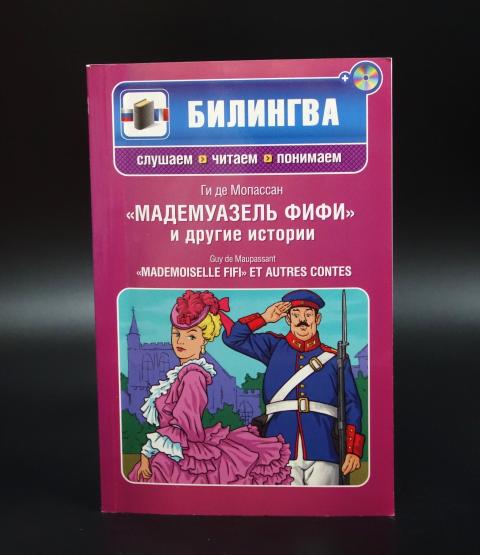 +
БИЛИНГВА
слушаем > читаем > понимаем
Ги де Мопассан
«МАДЕМУАЗЕЛЬ ФИФИ»
и другие истории
Guy de Maupassant
«MADEMOISELLE FIFI» ET AUTRES CONTES